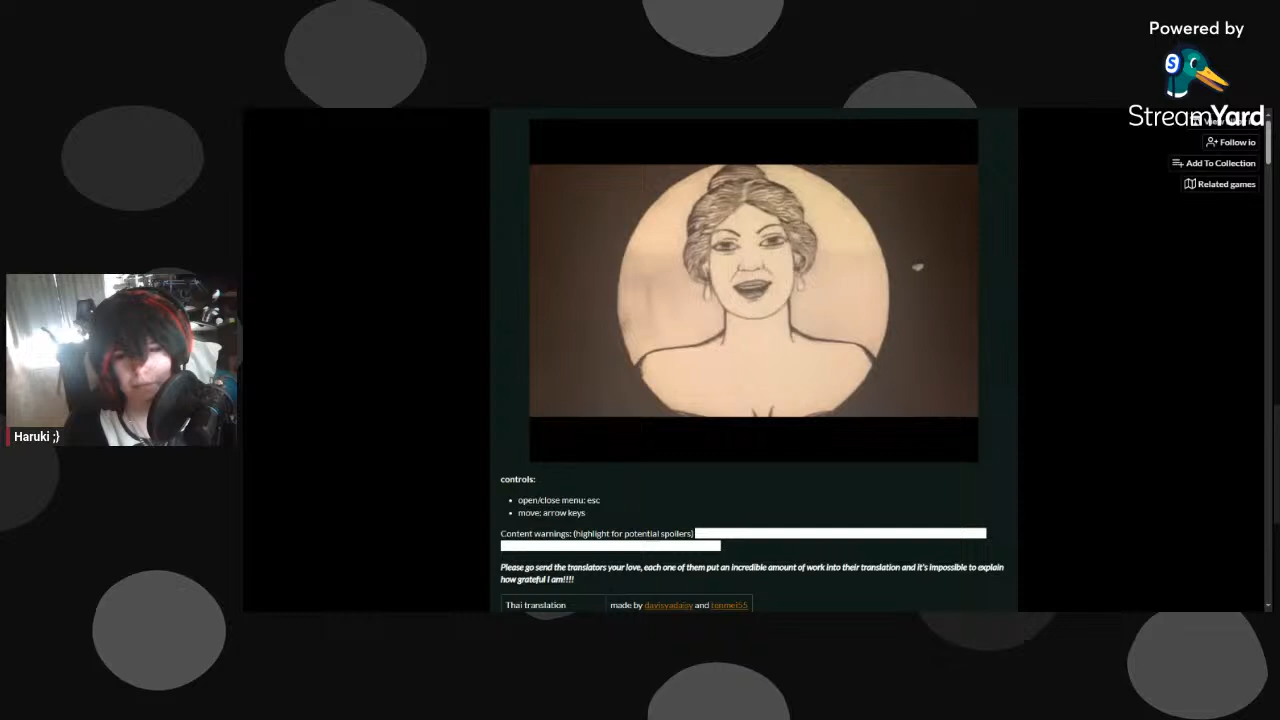 Powered by
StreamYard
Follow io
Add To Collection
Related games
Haruki ;}
controls:
open/close menu: esc
move: arrow keys
Content warnings: (highlight for potential spoilers)
Please go send the translators your love, each one of them put an incredible amount of work into their translation and it's impossible to explain
how grateful I am!!!!
Thai translation
made by davisyadaisy and tonmei55